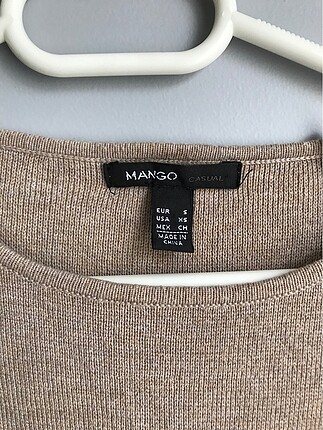 MANGO CASUAL
EUR S
USA XS
MEX CH
MADE IN
CHINA